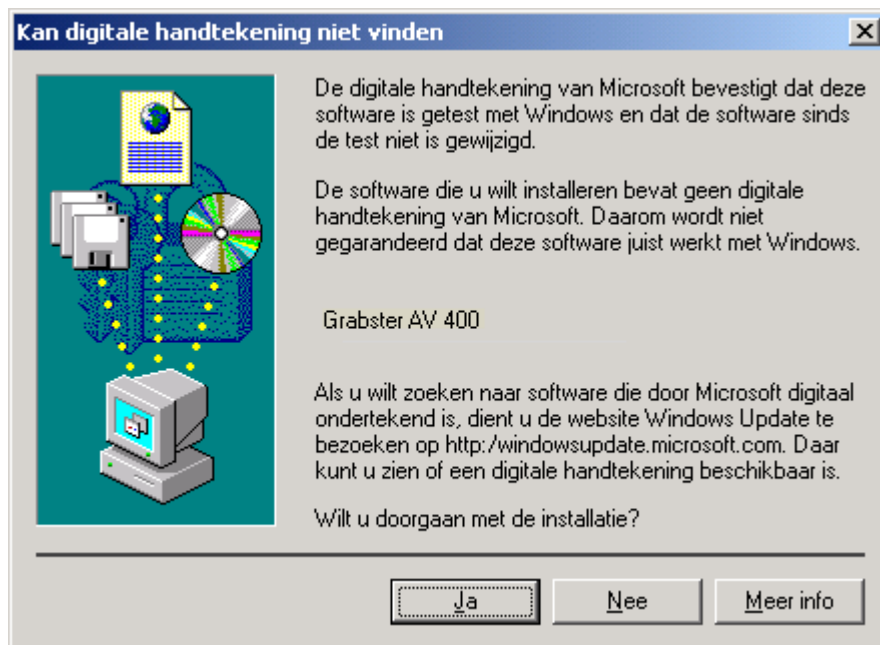 Kan digitale handtekening niet vinden
De digitale handtekening van Microsoft bevestigt dat deze
software is getest met Windows en dat de software sinds
de test niet is gewijzigd.
De software die u wilt installeren bevat geen digitale
handtekening van Microsoft. Daarom wordt niet
gegarandeerd dat deze software juist werkt met Windows.
Grabster AV 400
Als u wilt zoeken naar software die door Microsoft digitaal
ondertekend is, dient u de website Windows Update te
bezoeken op http:/windowsupdate.microsoft.com. Daar
kunt u zien of een digitale handtekening beschikbaar is.
Wilt u doorgaan met de installatie?
Ja
Nee
Meer info